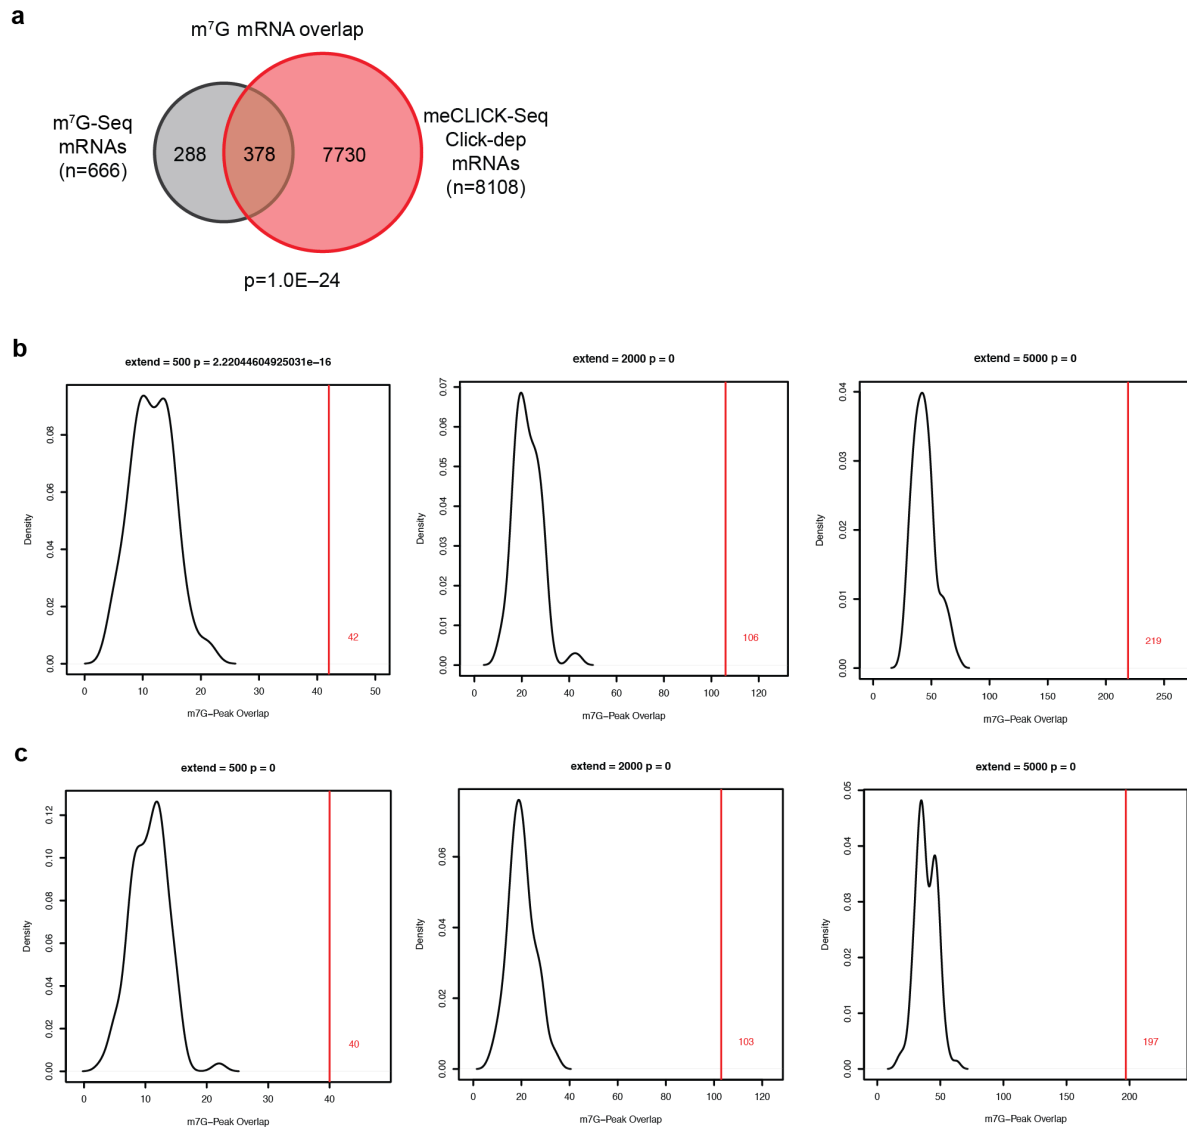 a
m⁷G mRNA overlap
m⁷G-Seq
mRNAs
(n=666)
288
378
7730
meCLICK-Seq
Click-dep
mRNAs
(n=8108)
p=1.0E–24
b
extend = 500 p = 2.22044604925031e–16
Density
0.00
0.02
0.04
0.06
0.08
42
0 10 20 30 40 50
m7G–Peak Overlap
extend = 2000 p = 0
Density
0.00
0.01
0.02
0.03
0.04
0.05
0.06
0.07
106
0 20 40 60 80 100 120
m7G–Peak Overlap
extend = 5000 p = 0
Density
0.00
0.01
0.02
0.03
0.04
219
0 50 100 150 200 250
m7G–Peak Overlap
c
extend = 500 p = 0
Density
0.00
0.02
0.04
0.06
0.08
0.10
0.12
40
0 10 20 30 40
m7G–Peak Overlap
extend = 2000 p = 0
Density
0.00
0.02
0.04
0.06
103
0 20 40 60 80 100 120
m7G–Peak Overlap
extend = 5000 p = 0
Density
0.00
0.01
0.02
0.03
0.04
0.05
197
0 50 100 150 200
m7G–Peak Overlap